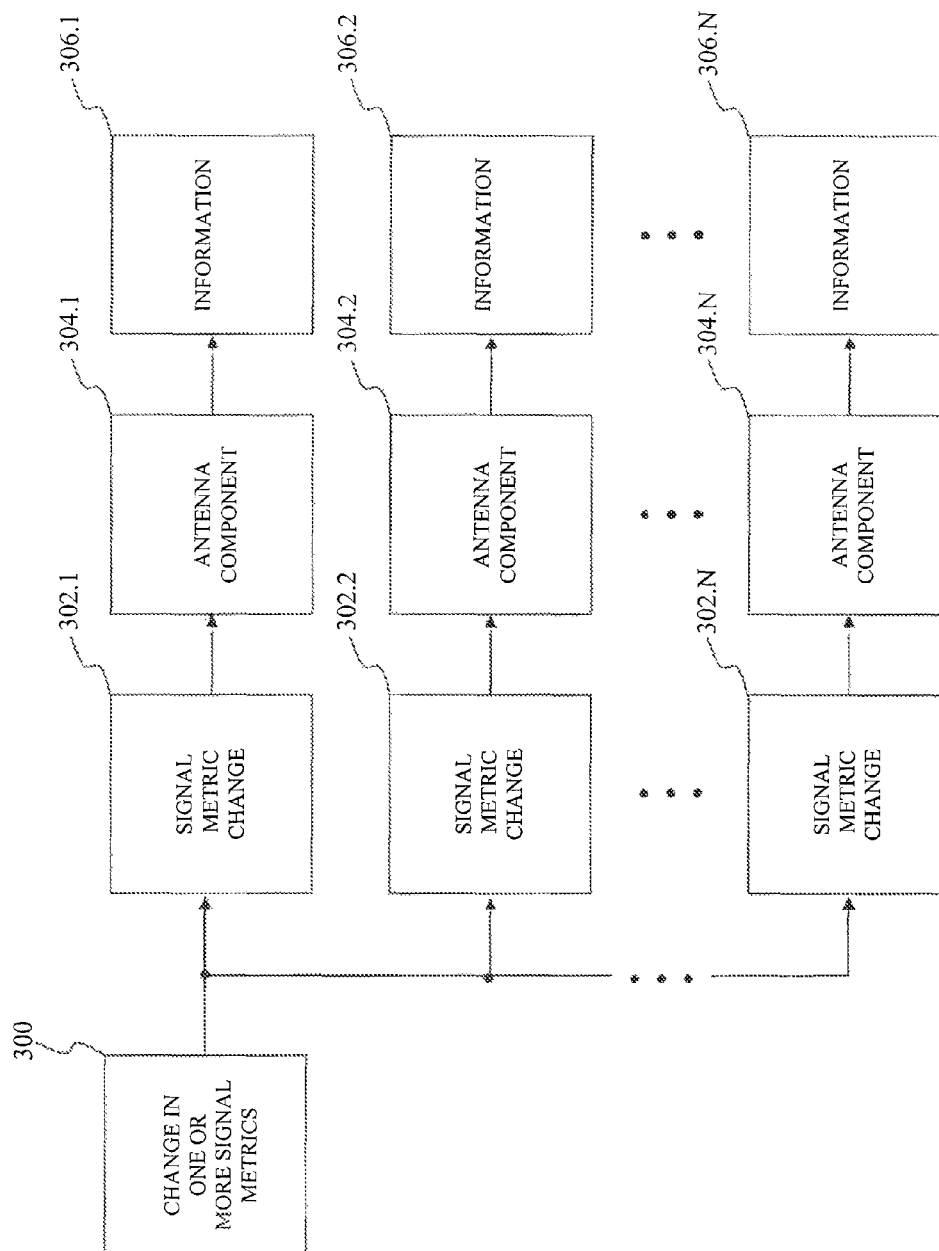 300
CHANGE IN
ONE OR
MORE SIGNAL
METRICS
302.1
SIGNAL
METRIC
CHANGE
304.1
ANTENNA
COMPONENT
306.1
INFORMATION
302.2
SIGNAL
METRIC
CHANGE
304.2
ANTENNA
COMPONENT
306.2
INFORMATION
302.N
SIGNAL
METRIC
CHANGE
304.N
ANTENNA
COMPONENT
306.N
INFORMATION